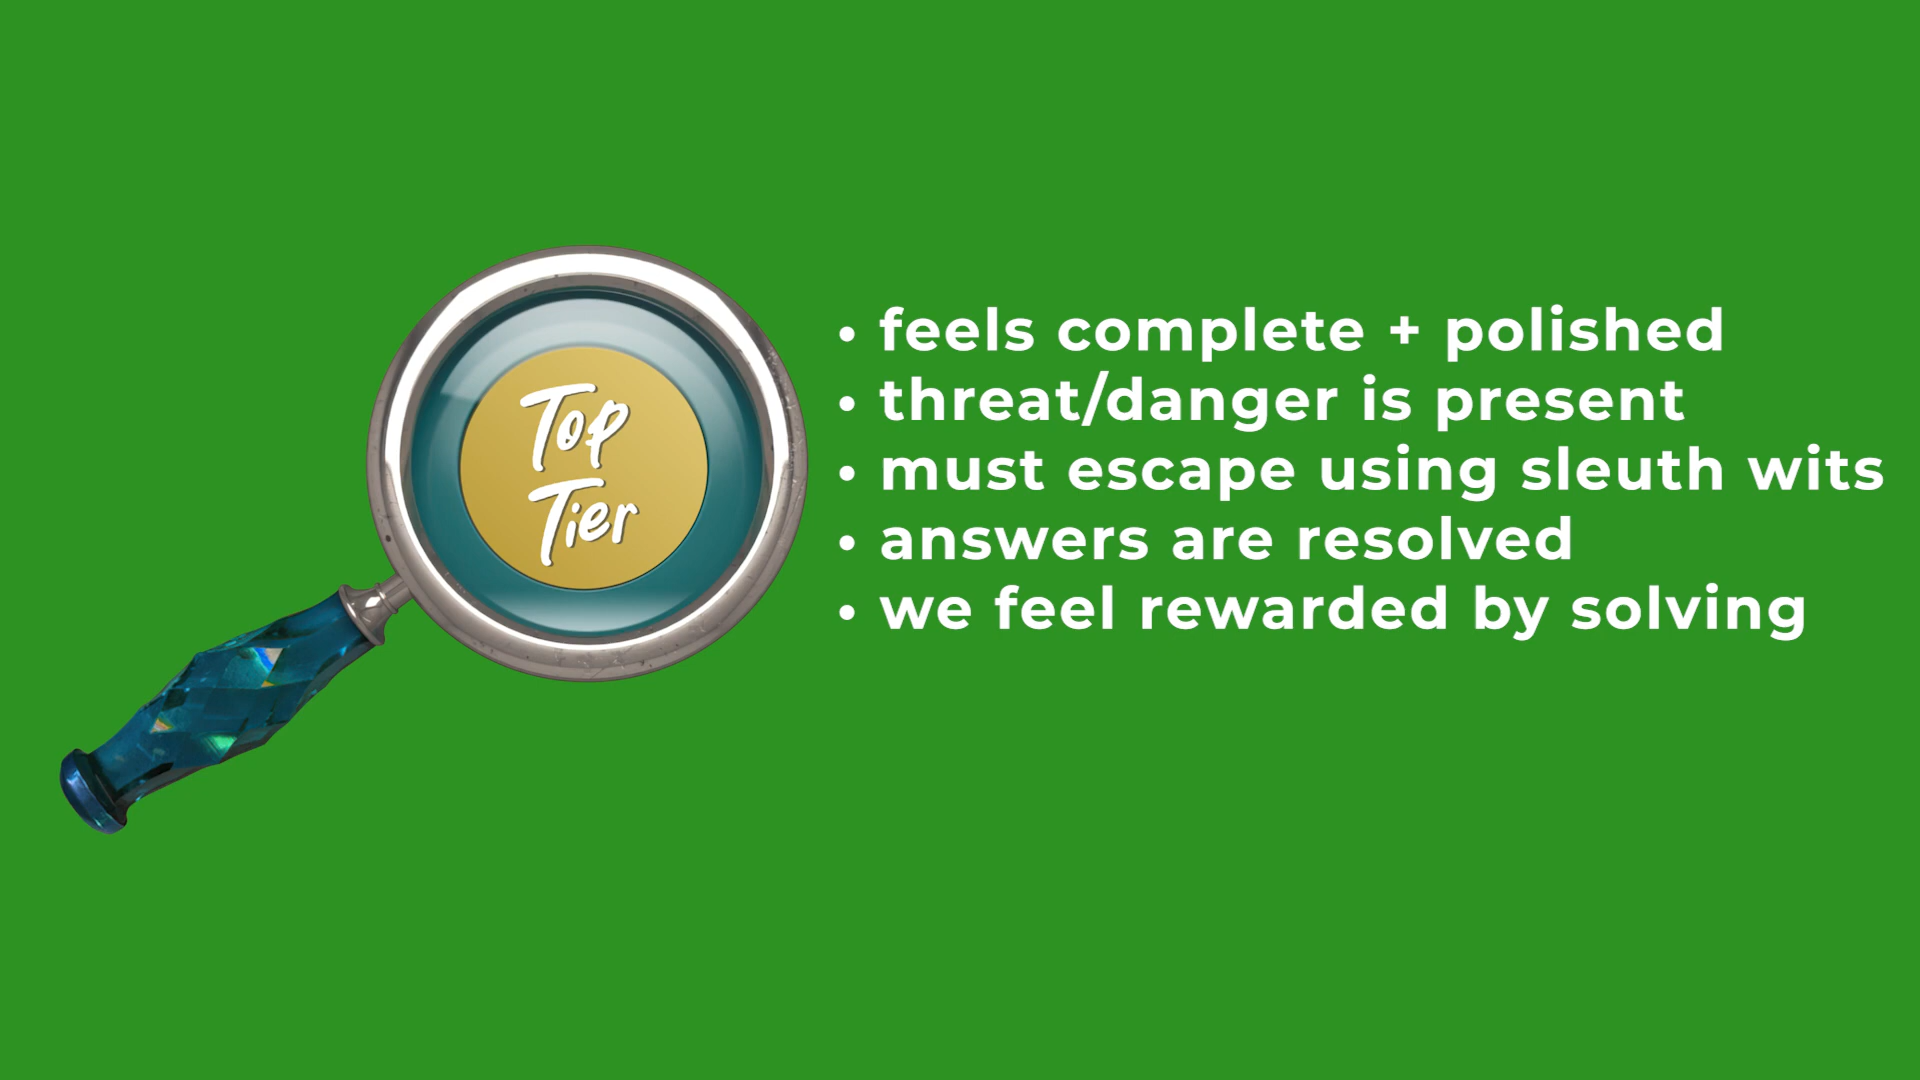 Top
Tier
• feels complete + polished
• threat/danger is present
• must escape using sleuth wits
• answers are resolved
• we feel rewarded by solving